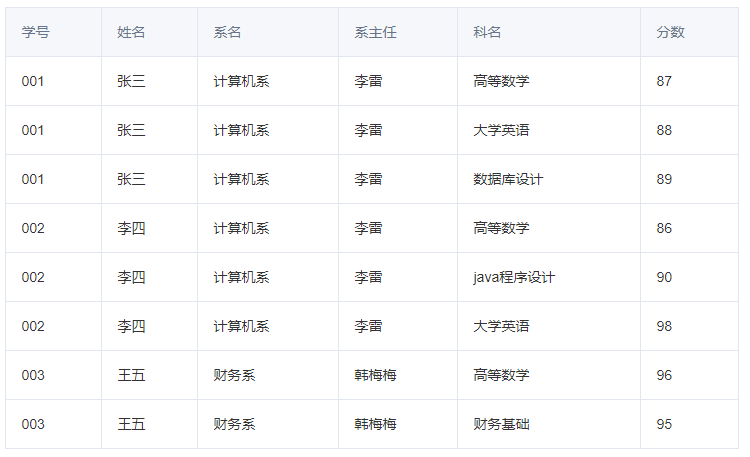 学号 姓名 系名 系主任 科名 分数
001 张三 计算机系 李雷 高等数学 87
001 张三 计算机系 李雷 大学英语 88
001 张三 计算机系 李雷 数据库设计 89
002 李四 计算机系 李雷 高等数学 86
002 李四 计算机系 李雷 java程序设计 90
002 李四 计算机系 李雷 大学英语 98
003 王五 财务系 韩梅梅 高等数学 96
003 王五 财务系 韩梅梅 财务基础 95